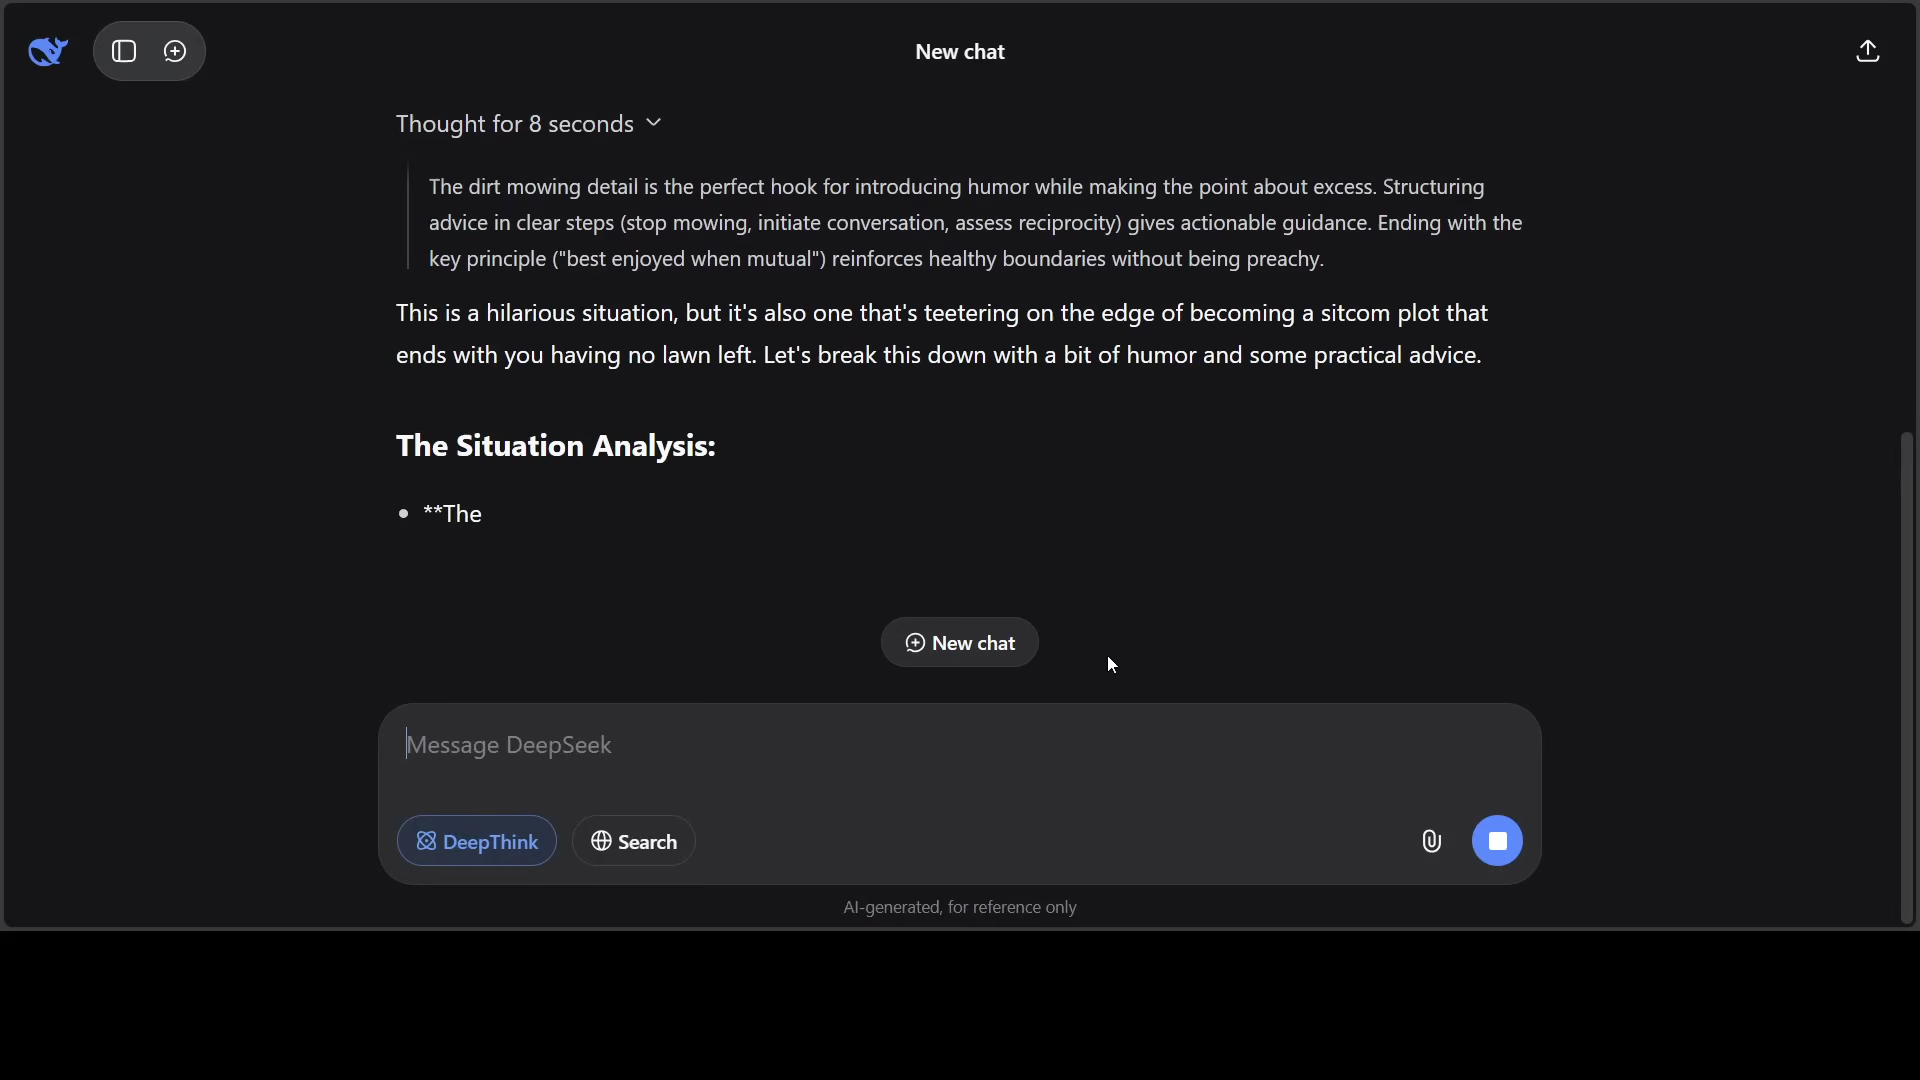 New chat
Thought for 8 seconds
The dirt mowing detail is the perfect hook for introducing humor while making the point about excess. Structuring
advice in clear steps (stop mowing, initiate conversation, assess reciprocity) gives actionable guidance. Ending with the
key principle ("best enjoyed when mutual") reinforces healthy boundaries without being preachy.
This is a hilarious situation, but it's also one that's teetering on the edge of becoming a sitcom plot that
ends with you having no lawn left. Let's break this down with a bit of humor and some practical advice.
The Situation Analysis:
• **The
New chat
Message DeepSeek
DeepThink Search
AI-generated, for reference only